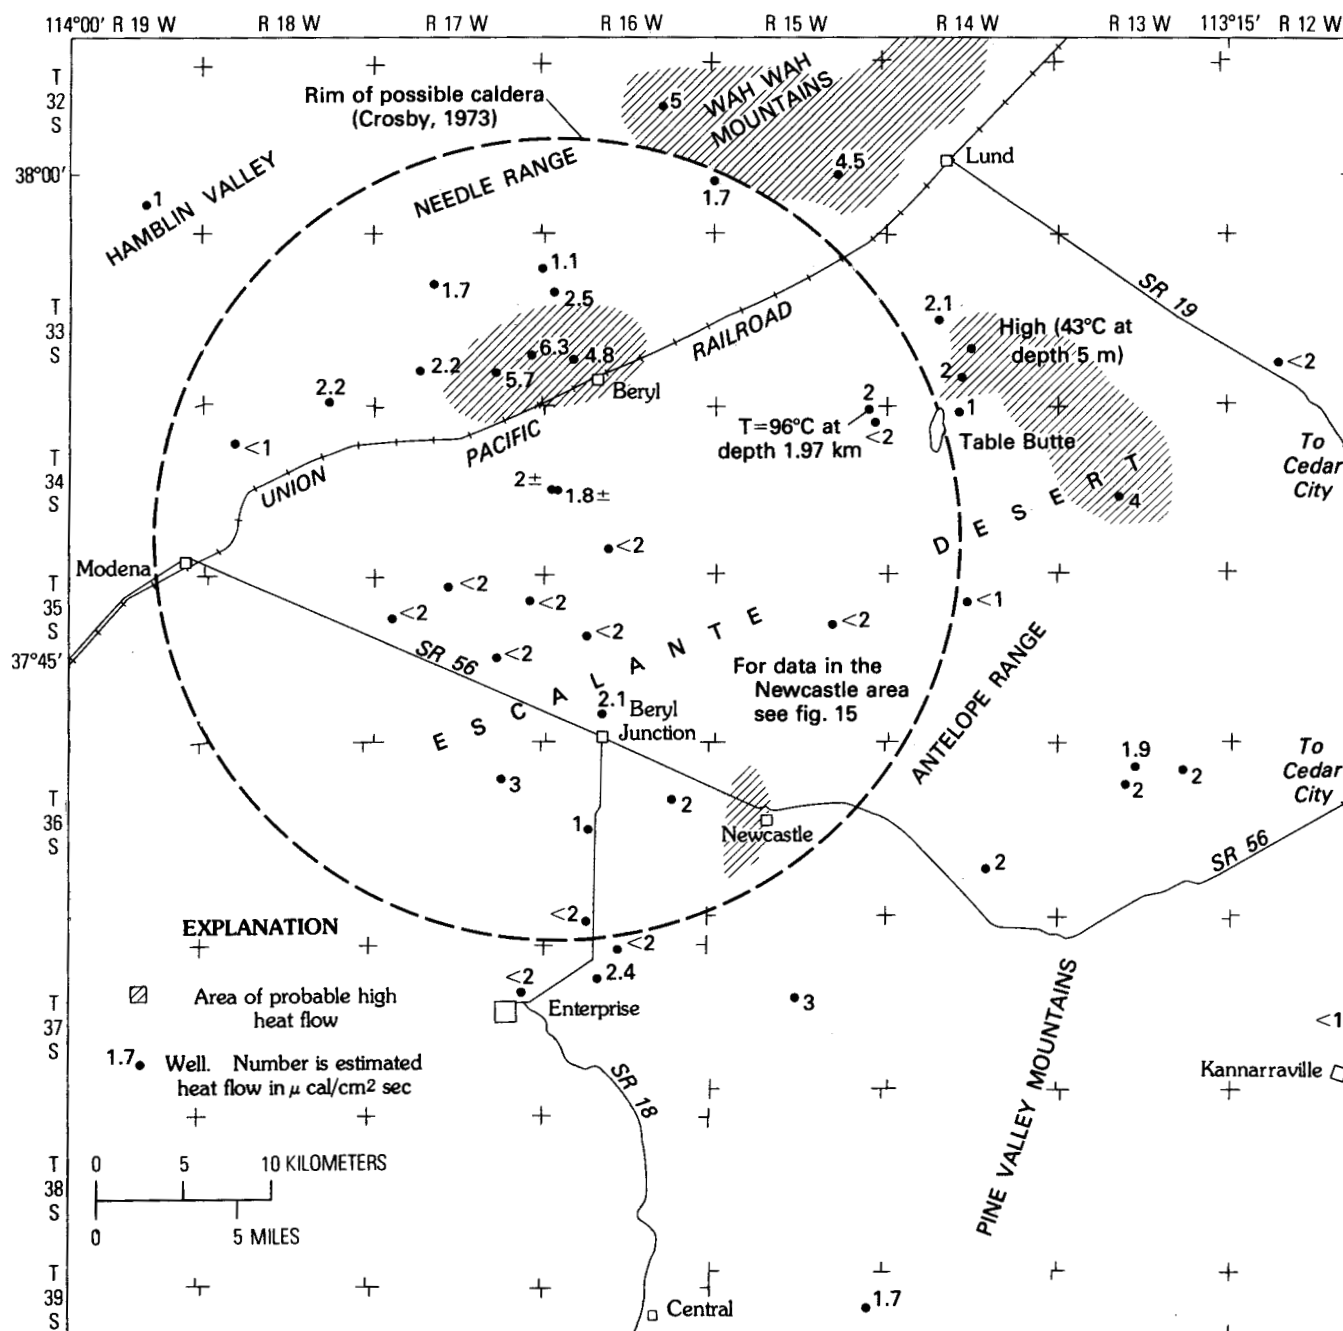 114°00' R 19 W R 18 W R 17 W R 16 W R 15 W R 14 W R 13 W 113°15' R 12 W
T
32
S
Rim of possible caldera
(Crosby, 1973)
5
WAH WAH
MOUNTAINS
4.5
Lund
38°00'
1
HAMBLIN VALLEY
NEEDLE RANGE
1.7
1.1
1.7
2.5
T
33
S
RAILROAD
SR 19
2.1
High (43°C at
depth 5 m)
6.3
4.8
2.2
5.7
Beryl
2
<2
2.2
2
1
T=96°C at
depth 1.97 km
<2
Table Butte
<1
PACIFIC
UNION
To
Cedar
City
T
34
S
2±
1.8±
4
DESERT
<2
Modena
T
35
S
<2
<2
<2
<2
<2
<1
<2
37°45'
SR 56
ESCALANTE
For data in the
Newcastle area
see fig. 15
ANTELOPE RANGE
2.1
Beryl
Junction
1.9
2
2
To
Cedar
City
3
2
T
36
S
1
Newcastle
SR 56
2
<2
EXPLANATION
<2
2.4
<2
Area of probable high
heat flow
Enterprise
3
T
37
S
<1
1.7
Well. Number is estimated
heat flow in μ cal/cm2 sec
SR 18
PINE VALLEY MOUNTAINS
Kannarraville
0 5 10 KILOMETERS
T
38
S
0 5 MILES
T
39
S
Central
1.7